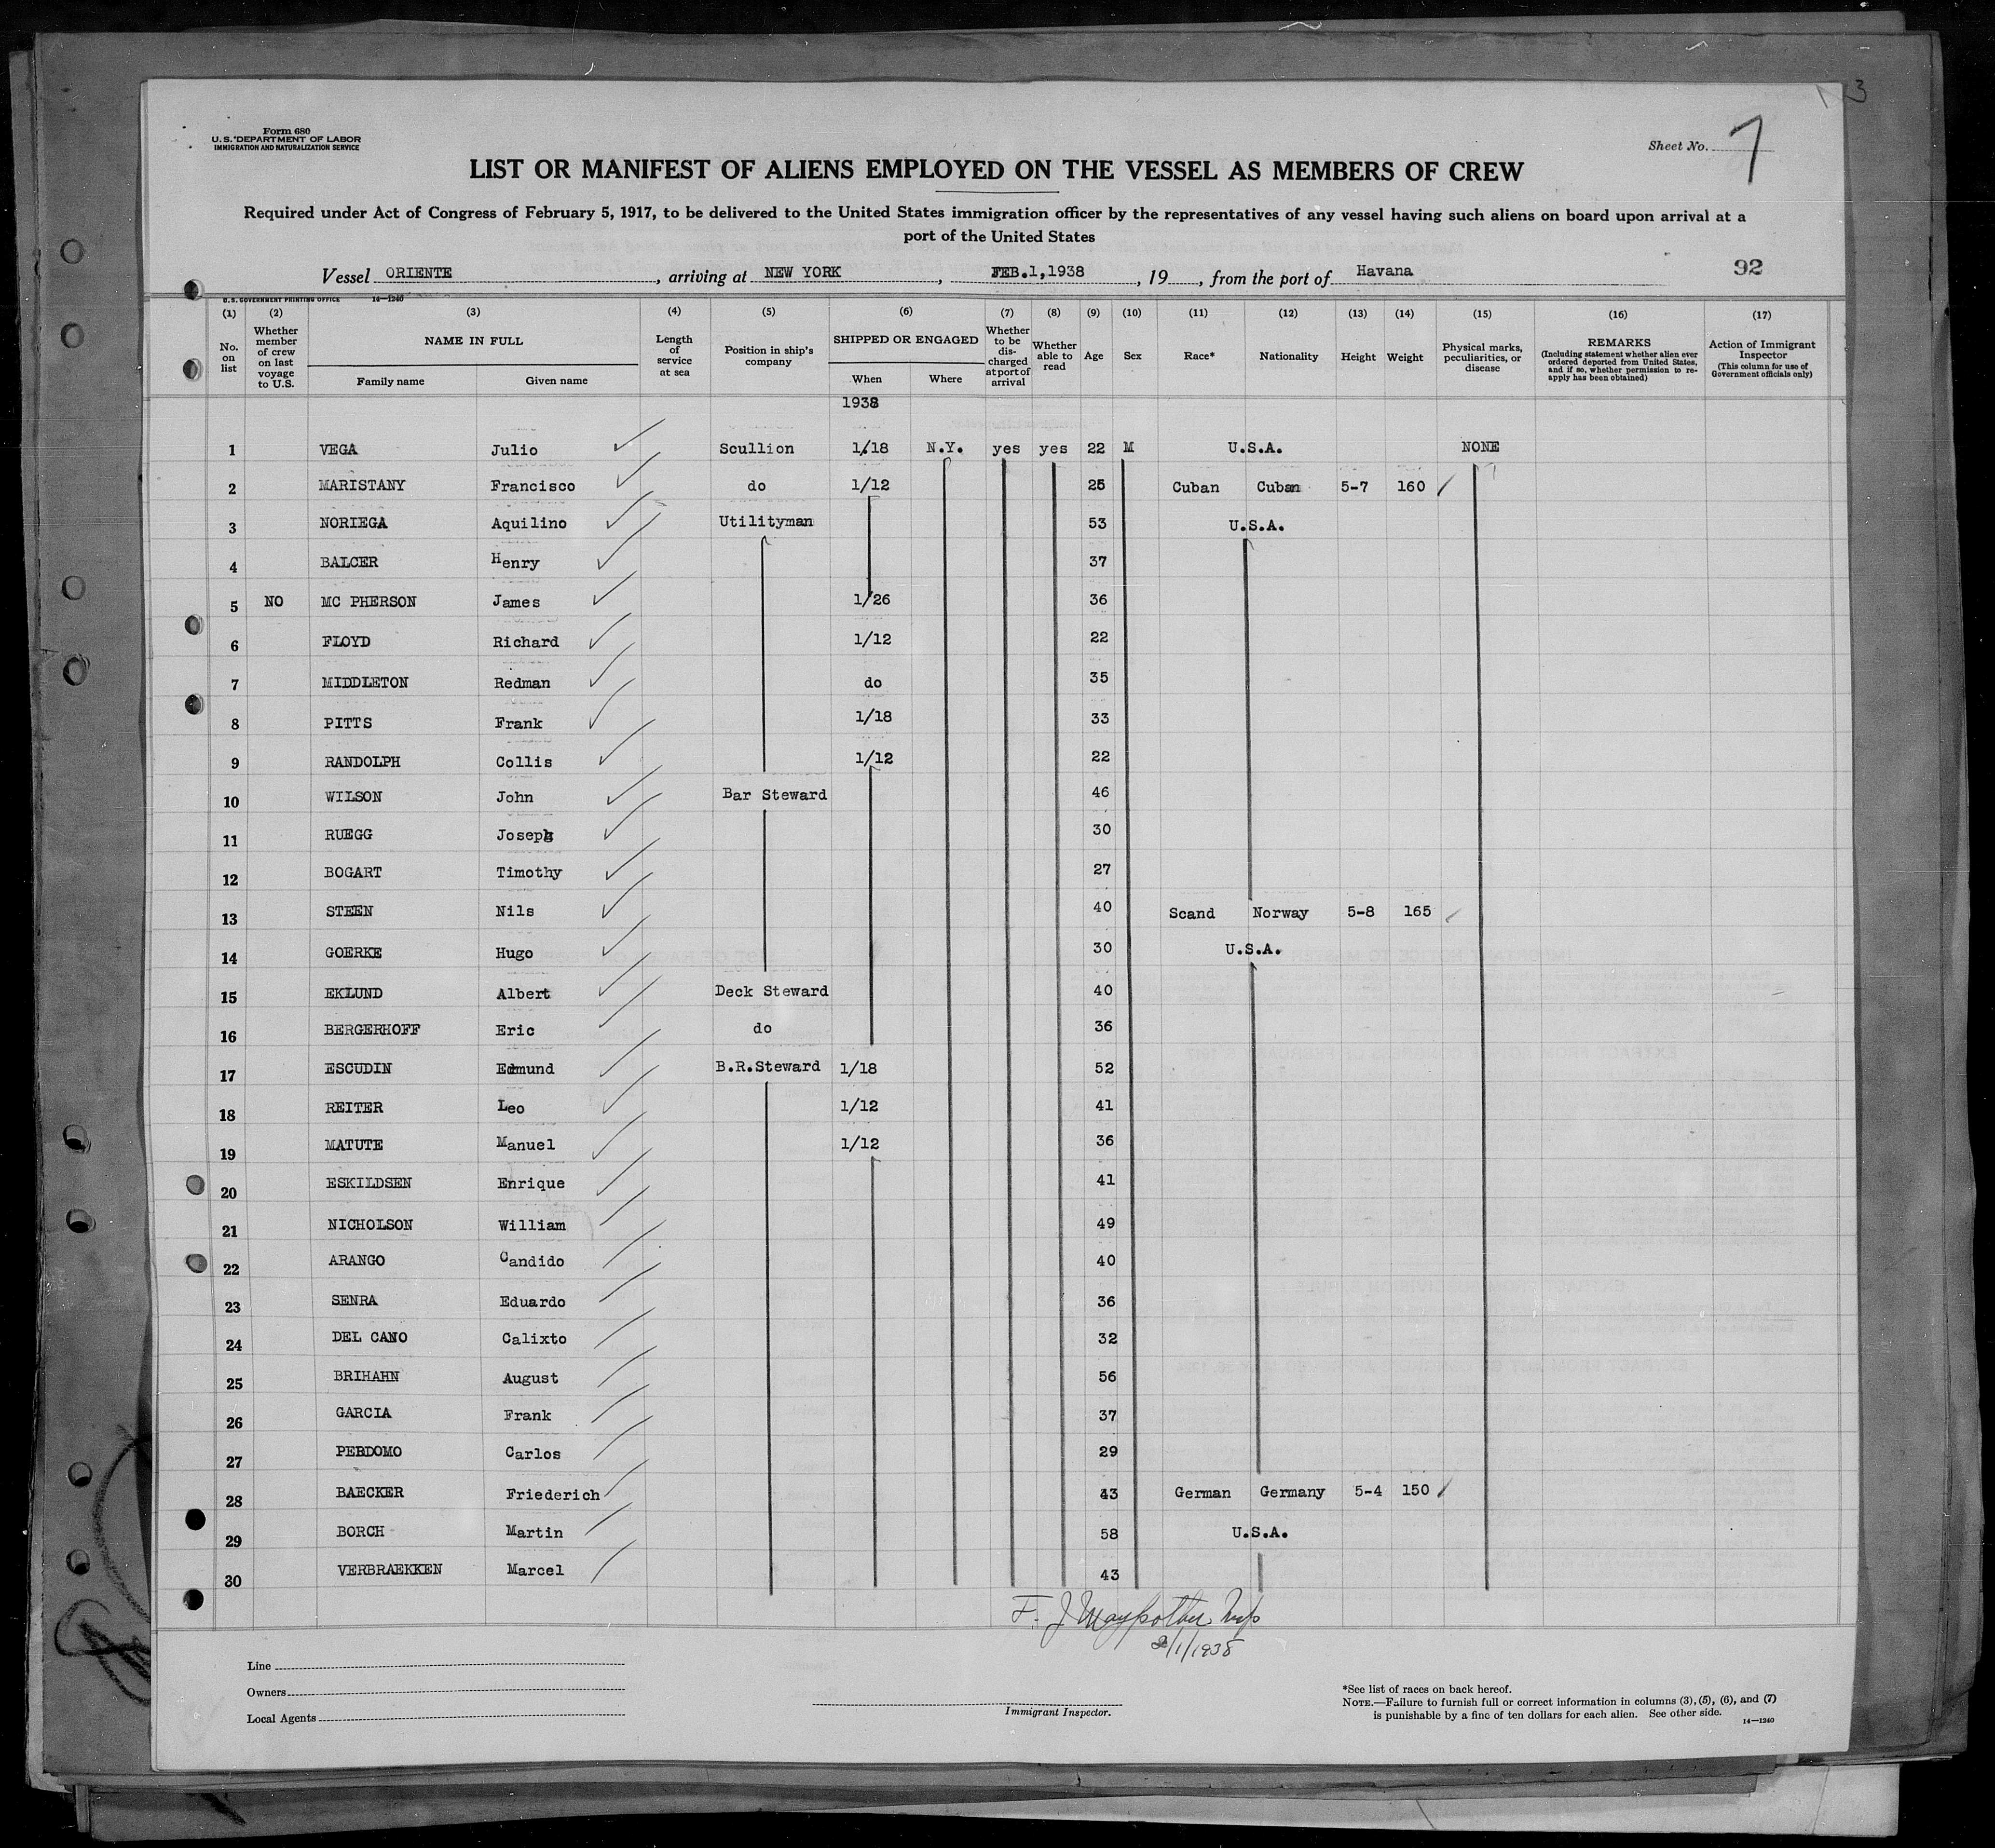 Form 680
U. S. DEPARTMENT OF LABOR
IMMIGRATION AND NATURALIZATION SERVICE
Sheet No. 7
LIST OR MANIFEST OF ALIENS EMPLOYED ON THE VESSEL AS MEMBERS OF CREW
Required under Act of Congress of February 5, 1917, to be delivered to the United States immigration officer by the representatives of any vessel having such aliens on board upon arrival at a
port of the United States
Vessel ORIENTE, arriving at NEW YORK, FEB.1,1938, 19, from the port of Havana 92
U. S. GOVERNMENT PRINTING OFFICE 14—1240
(1) No. on list
(2) Whether member of crew on last voyage to U.S.
(3) NAME IN FULL Family name Given name
(4) Length of service at sea
(5) Position in ship's company
(6) SHIPPED OR ENGAGED When Where
(7) Whether to be discharged at port of arrival
(8) Whether able to read
(9) Age
(10) Sex
(11) Race*
(12) Nationality
(13) Height
(14) Weight
(15) Physical marks, peculiarities, or disease
(16) REMARKS (Including statement whether alien ever ordered deported from United States, and if so, whether permission to re-apply has been obtained)
(17) Action of Immigrant Inspector (This column for use of Government officials only)
1938
1 VEGA Julio Scullion 1/18 N.Y. yes yes 22 M U.S.A. NONE
2 MARISTANY Francisco do 1/12 25 Cuban Cuban 5-7 160
3 NORIEGA Aquilino Utilityman 53 U.S.A.
4 BALCER Henry 37
5 NO MC PHERSON James 1/26 36
6 FLOYD Richard 1/12 22
7 MIDDLETON Redman do 35
8 PITTS Frank 1/18 33
9 RANDOLPH Collis 1/12 22
10 WILSON John Bar Steward 46
11 RUEGG Joseph 30
12 BOGART Timothy 27
13 STEEN Nils 40 Scand Norway 5-8 165
14 GOERKE Hugo 30 U.S.A.
15 EKLUND Albert Deck Steward 40
16 BERGERHOFF Eric do 36
17 ESCUDIN Edmund B.R.Steward 1/18 52
18 REITER Leo 1/12 41
19 MATUTE Manuel 1/12 36
20 ESKILDSEN Enrique 41
21 NICHOLSON William 49
22 ARANGO Candido 40
23 SENRA Eduardo 36
24 DEL CANO Calixto 32
25 BRIHAHN August 56
26 GARCIA Frank 37
27 PERDOMO Carlos 29
28 BAECKER Friederich 43 German Germany 5-4 150
29 BORCH Martin 58 U.S.A.
30 VERBRAEKKEN Marcel 43
F. J.
2/1/1938
Line
Owners
Local Agents
Immigrant Inspector.
*See list of races on back hereof.
NOTE.—Failure to furnish full or correct information in columns (3), (5), (6), and (7)
is punishable by a fine of ten dollars for each alien. See other side.
14—1240